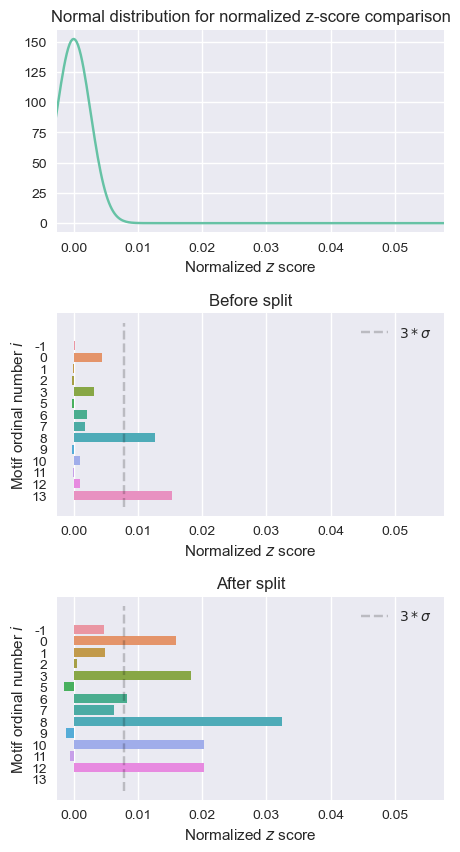 Normal distribution for normalized z-score comparison
150
125
100
75
50
25
0
0.00 0.01 0.02 0.03 0.04 0.05
Normalized z score
Before split
Motif ordinal number i
3 * σ
-1
0
1
2
3
5
6
7
8
9
10
11
12
13
0.00 0.01 0.02 0.03 0.04 0.05
Normalized z score
After split
Motif ordinal number i
3 * σ
-1
0
1
2
3
5
6
7
8
9
10
11
12
13
0.00 0.01 0.02 0.03 0.04 0.05
Normalized z score